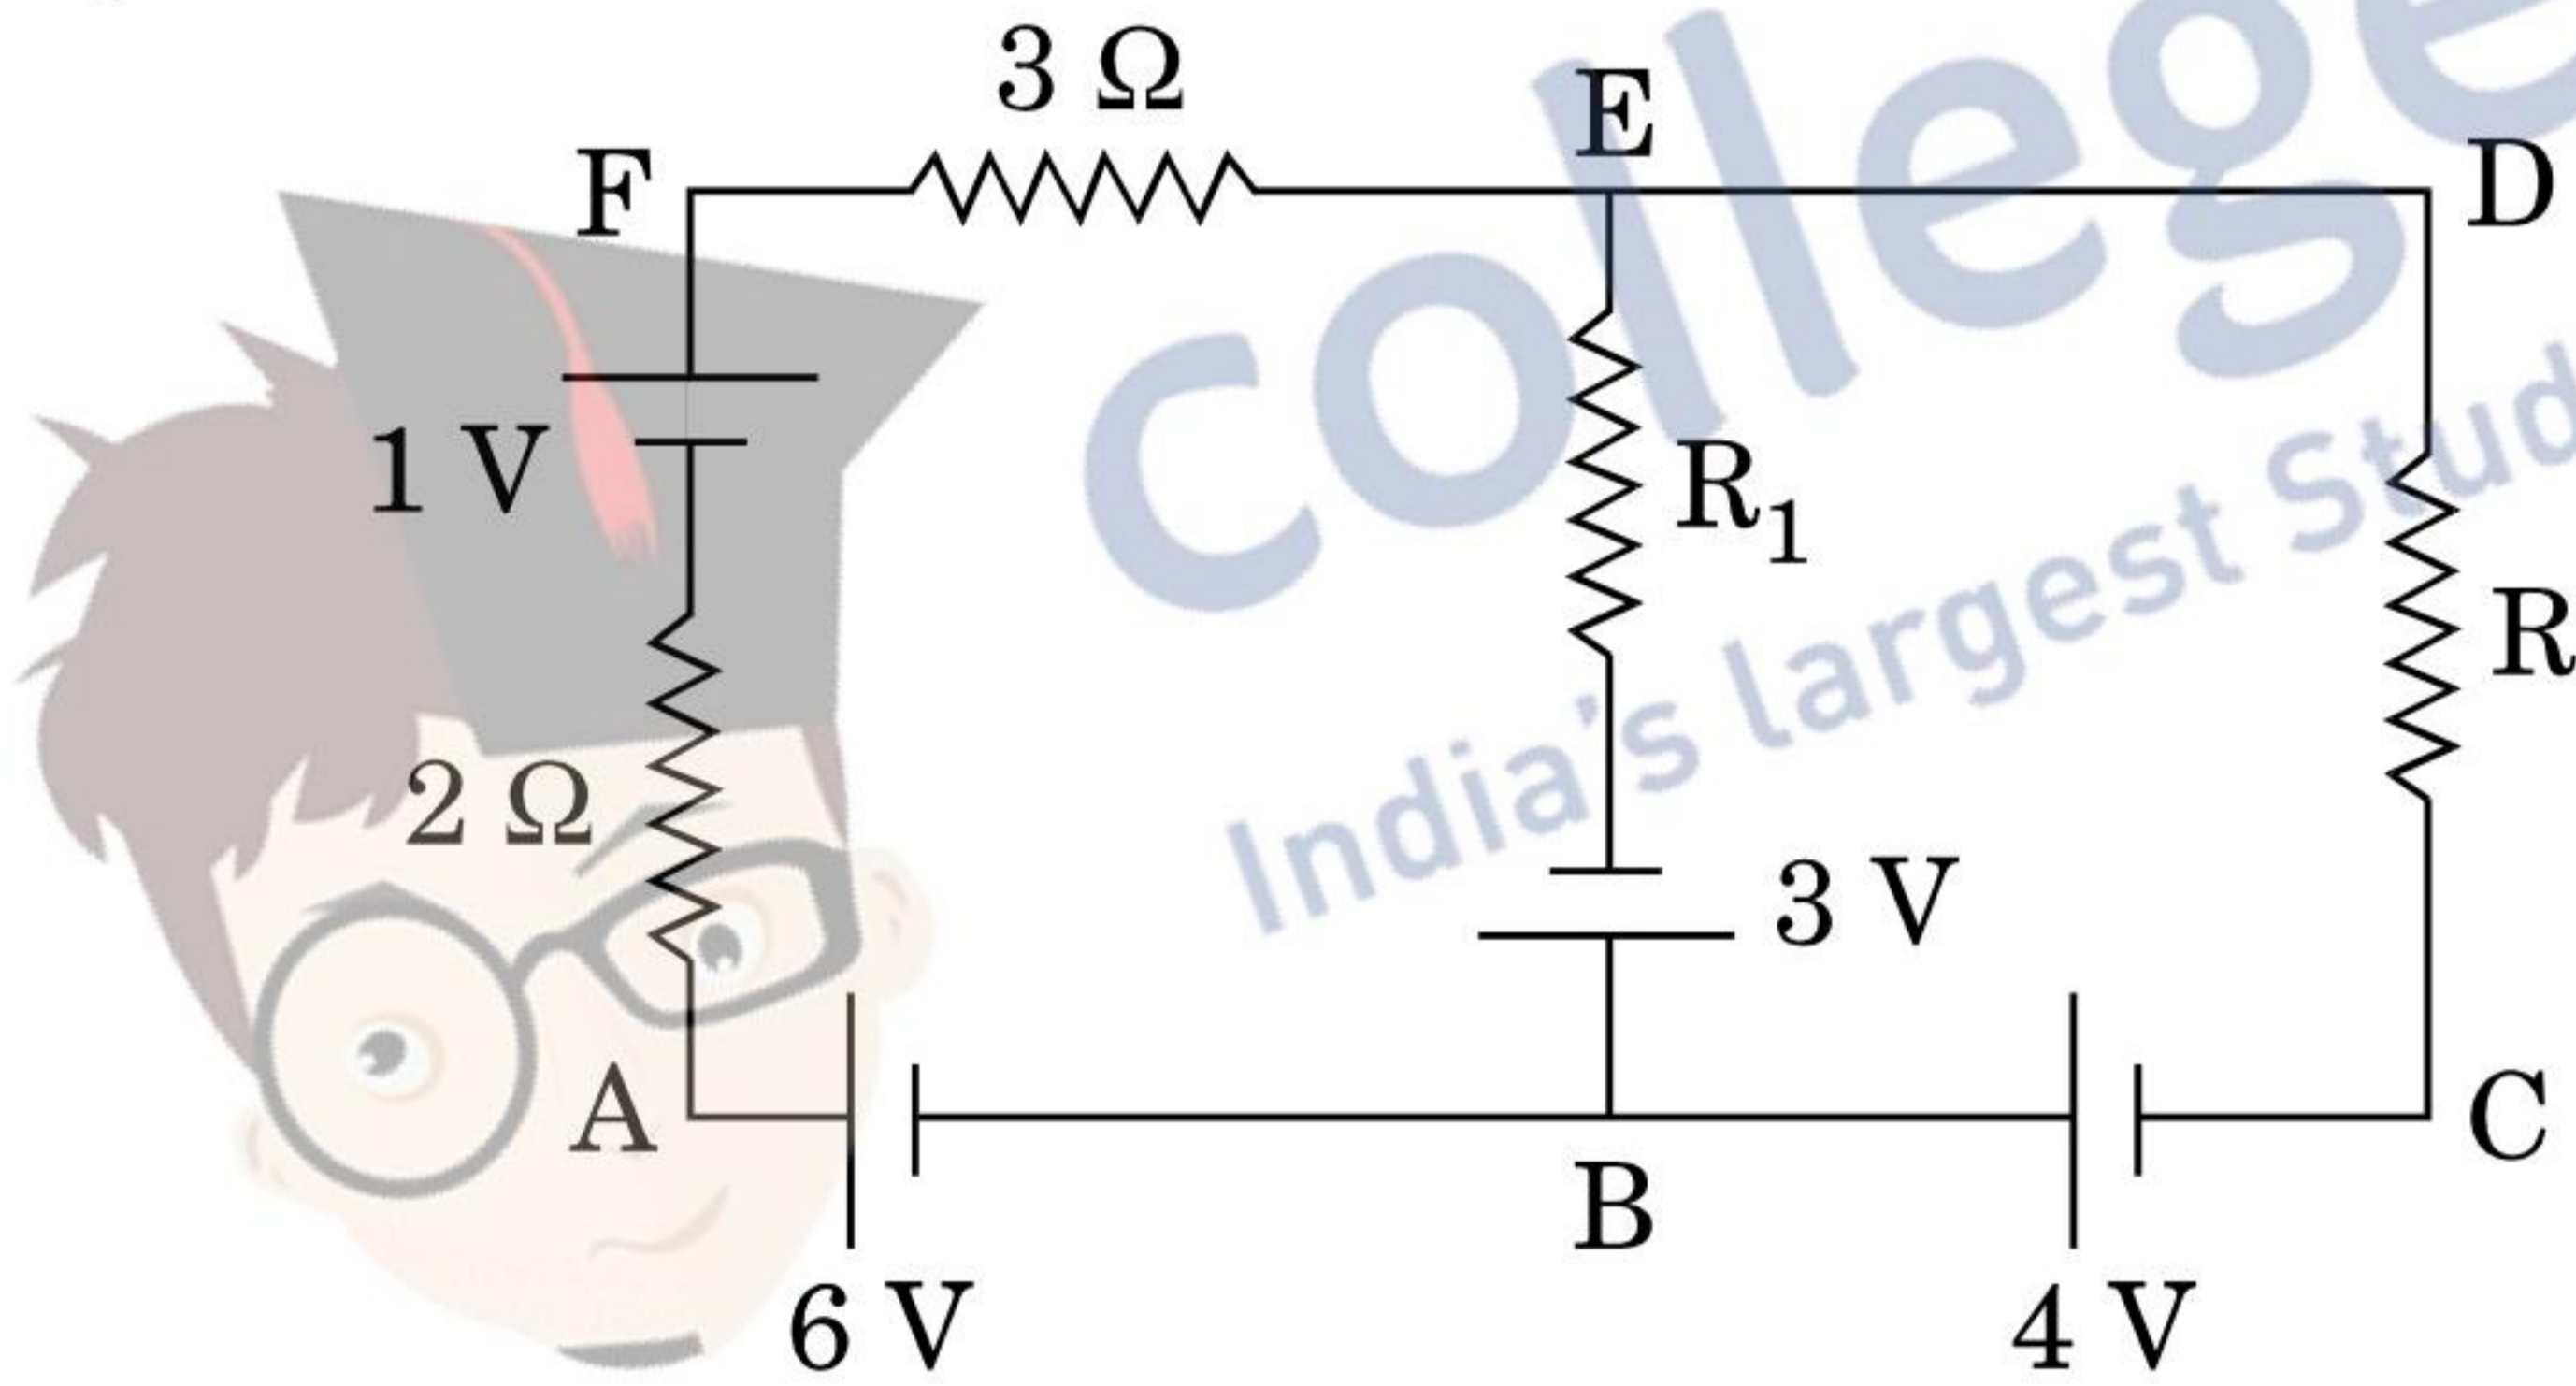 3 Ω
E
F
D
1 V
R1
R
2 Ω
3 V
A
B
C
6 V
4 V
college
India's largest Stud